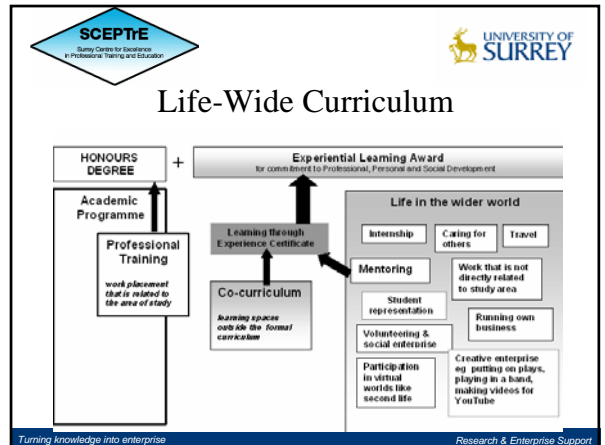 SCEPTrE
Surrey Centre for Excellence
in Professional Training and Education
UNIVERSITY OF
SURREY
Life-Wide Curriculum
HONOURS
DEGREE
+
Experiential Learning Award
for commitment to Professional, Personal and Social Development
Academic
Programme
Professional
Training
work placement
that is related to
the area of study
Learning through
Experience Certificate
Co-curriculum
learning spaces
outside the formal
curriculum
Life in the wider world
Internship
Caring for
others
Travel
Mentoring
Work that is not
directly related
to study area
Student
representation
Running own
business
Volunteering &
social enterprise
Participation
in virtual
worlds like
second life
Creative enterprise
eg putting on plays,
playing in a band,
making videos for
YouTube
Turning knowledge into enterprise
Research & Enterprise Support